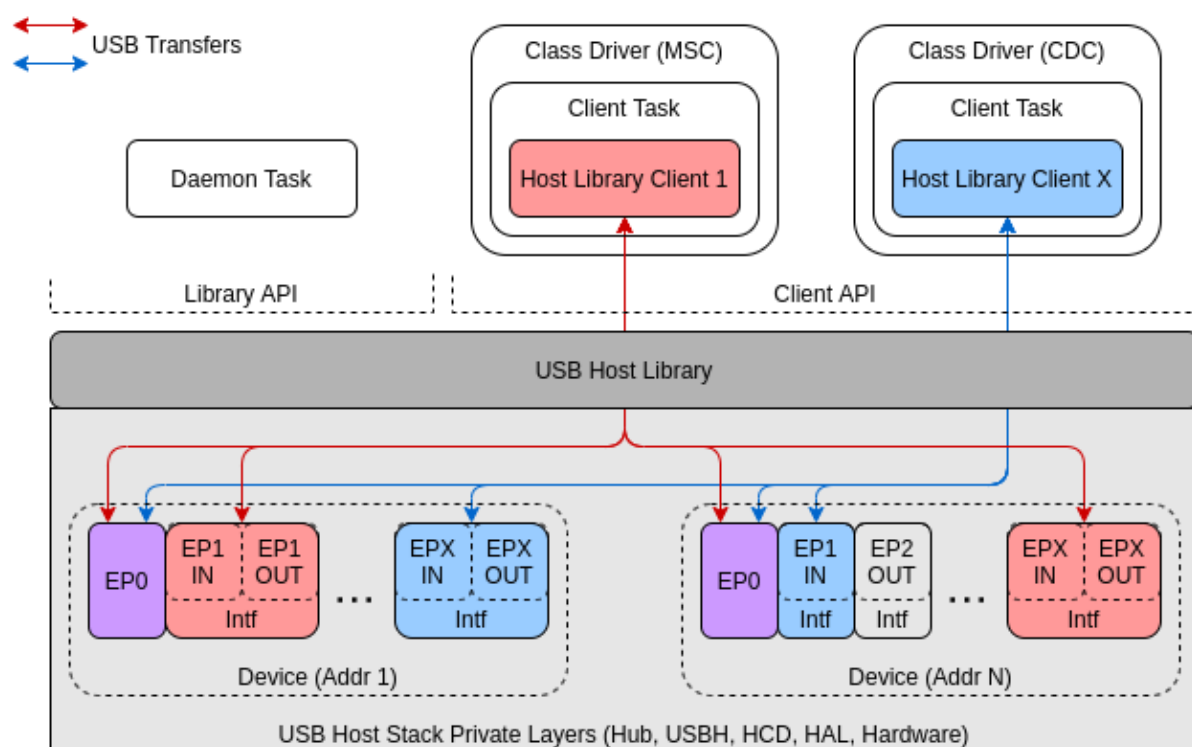 USB Transfers
Class Driver (MSC)
Class Driver (CDC)
Client Task
Client Task
Daemon Task
Host Library Client 1
Host Library Client X
Library API
Client API
USB Host Library
EP0
EP1
IN
EP1
OUT
Intf
...
EPX
IN
EPX
OUT
Intf
Device (Addr 1)
EP0
EP1
IN
Intf
EP2
OUT
Intf
...
EPX
IN
EPX
OUT
Intf
Device (Addr N)
USB Host Stack Private Layers (Hub, USBH, HCD, HAL, Hardware)